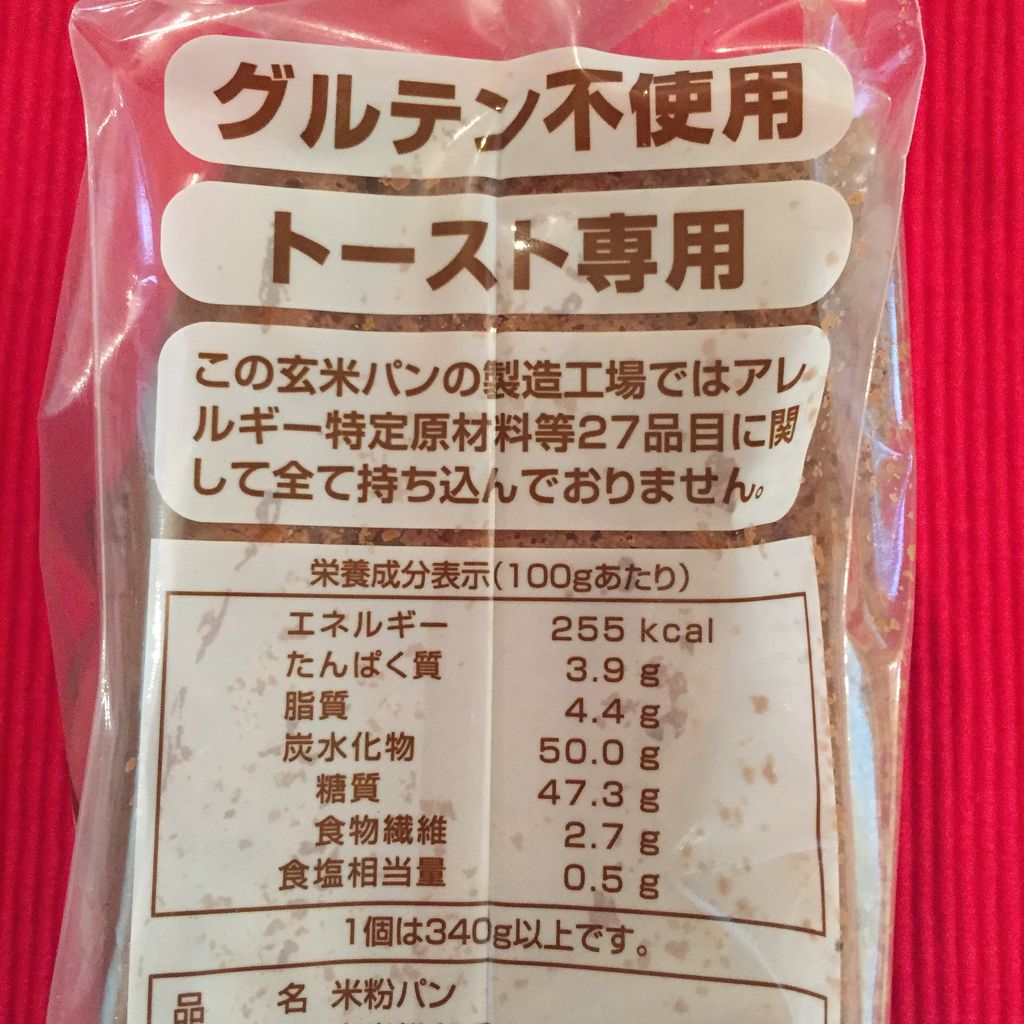 グルテン不使用
トースト専用
この玄米パンの製造工場ではアレ
ルギー特定原材料等27品目に関
して全て持ち込んでおりません。
栄養成分表示(100gあたり)
エネルギー 255 kcal
たんぱく質 3.9 g
脂質 4.4 g
炭水化物 50.0 g
糖質 47.3 g
食物繊維 2.7 g
食塩相当量 0.5 g
1個は340g以上です。
品 名 米粉パン